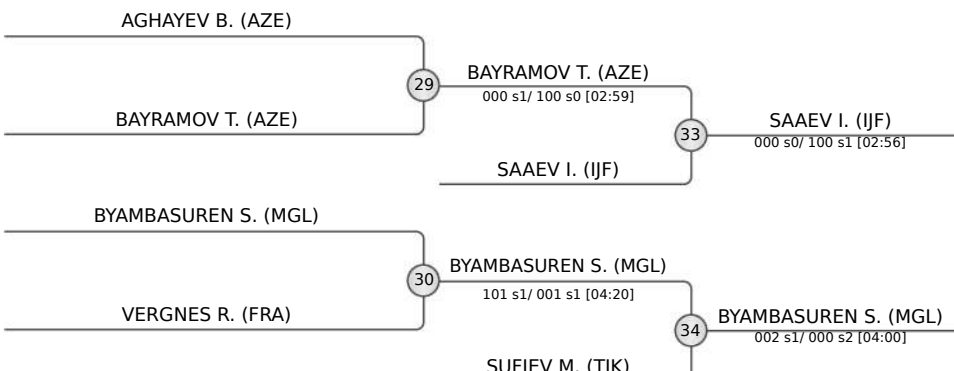 AGHAYEV B. (AZE)
29
BAYRAMOV T. (AZE)
000 s1/ 100 s0 [02:59]
BAYRAMOV T. (AZE)
33
SAAEV I. (IJF)
000 s0/ 100 s1 [02:56]
SAAEV I. (IJF)
BYAMBASUREN S. (MGL)
30
BYAMBASUREN S. (MGL)
101 s1/ 001 s1 [04:20]
VERGNES R. (FRA)
34
BYAMBASUREN S. (MGL)
002 s1/ 000 s2 [04:00]
SUFIEV M. (TJK)